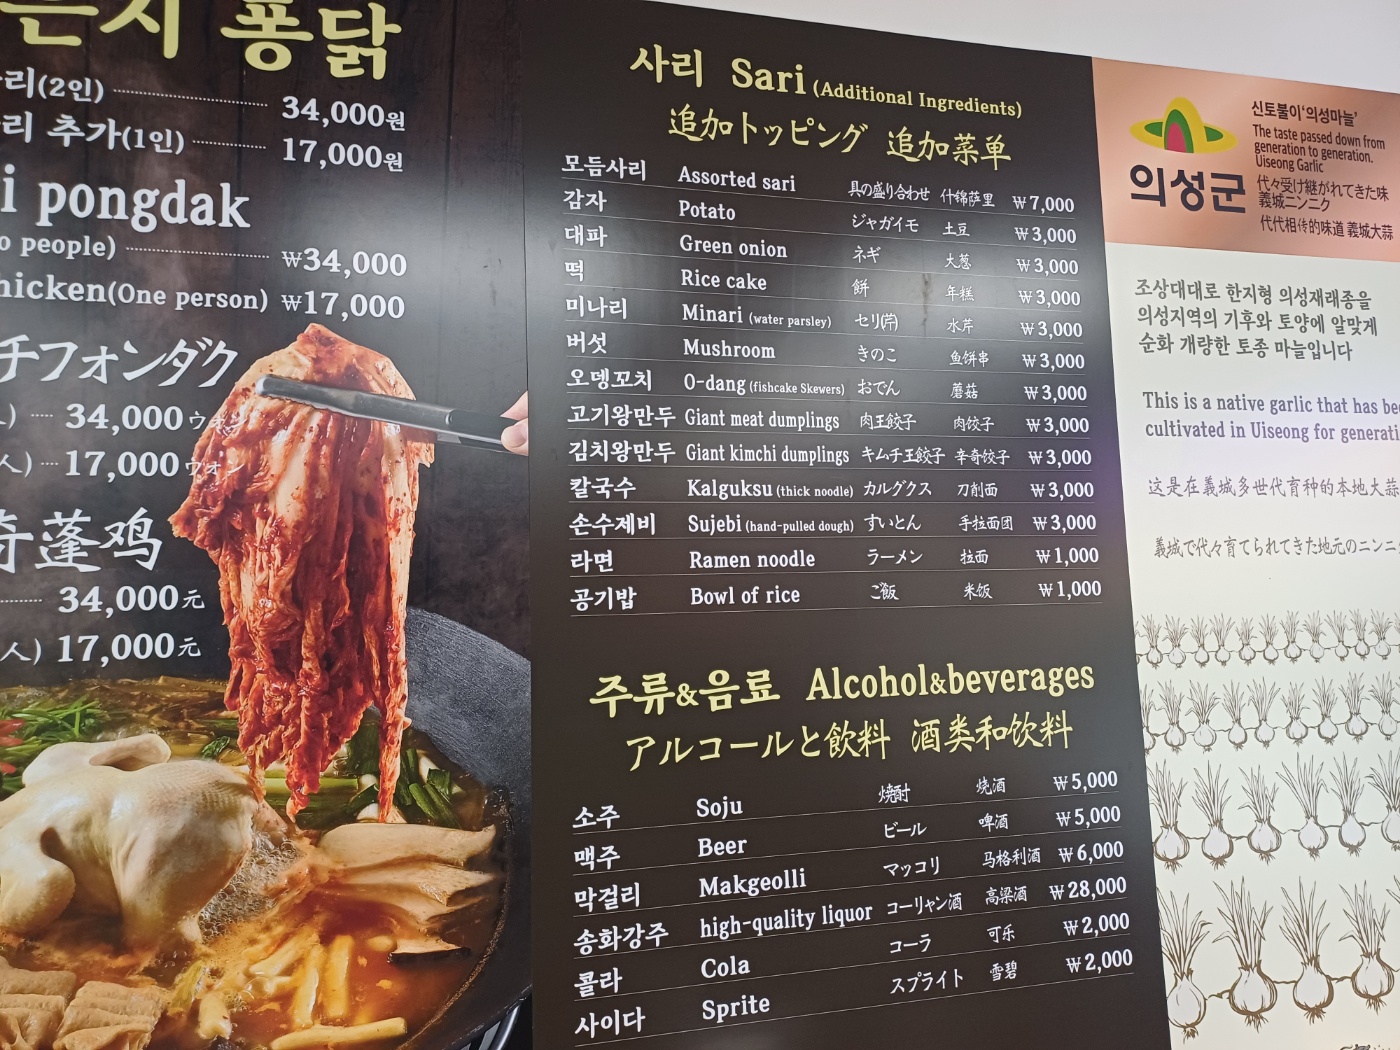 은지 퐁닭
리(2인) 34,000원
리 추가(1인) 17,000원
i pongdak
o people) ₩34,000
hicken(One person) ₩17,000
チフォンダク
人) 34,000ウォン
人) 17,000ウォン
奇蓬鸡
34,000元
人) 17,000元
사리 Sari (Additional Ingredients)
追加トッピング 追加菜单
모듬사리 Assorted sari 具の盛り合わせ 什锦萨里 ₩7,000
감자 Potato ジャガイモ 土豆 ₩3,000
대파 Green onion ネギ 大葱 ₩3,000
떡 Rice cake 餅 年糕 ₩3,000
미나리 Minari (water parsley) セリ(芹) 水芹 ₩3,000
버섯 Mushroom きのこ 鱼饼串 ₩3,000
오뎅꼬치 O-dang (fishcake Skewers) おでん 蘑菇 ₩3,000
고기왕만두 Giant meat dumplings 肉王餃子 肉饺子 ₩3,000
김치왕만두 Giant kimchi dumplings キムチ王餃子 辛奇饺子 ₩3,000
칼국수 Kalguksu (thick noodle) カルグクス 刀削面 ₩3,000
손수제비 Sujebi (hand-pulled dough) すいとん 手拉面团 ₩3,000
라면 Ramen noodle ラーメン 拉面 ₩1,000
공기밥 Bowl of rice ご飯 米饭 ₩1,000
주류&음료 Alcohol&beverages
アルコールと飲料 酒类和饮料
소주 Soju 焼酎 烧酒 ₩5,000
맥주 Beer ビール 啤酒 ₩5,000
막걸리 Makgeolli マッコリ 马格利酒 ₩6,000
송화강주 high-quality liquor コーリャン酒 高粱酒 ₩28,000
콜라 Cola コーラ 可乐 ₩2,000
사이다 Sprite スプライト 雪碧 ₩2,000
의성군
신토불이'의성마늘'
The taste passed down from
generation to generation.
Uiseong Garlic
代々受け継がれてきた味
義城ニンニク
代代相传的味道 義城大蒜
조상대대로 한지형 의성재래종을
의성지역의 기후와 토양에 알맞게
순화 개량한 토종 마늘입니다
This is a native garlic that has be
cultivated in Uiseong for generati
这是在義城多世代育种的本地大蒜
義城で代々育てられてきた地元のニンニ